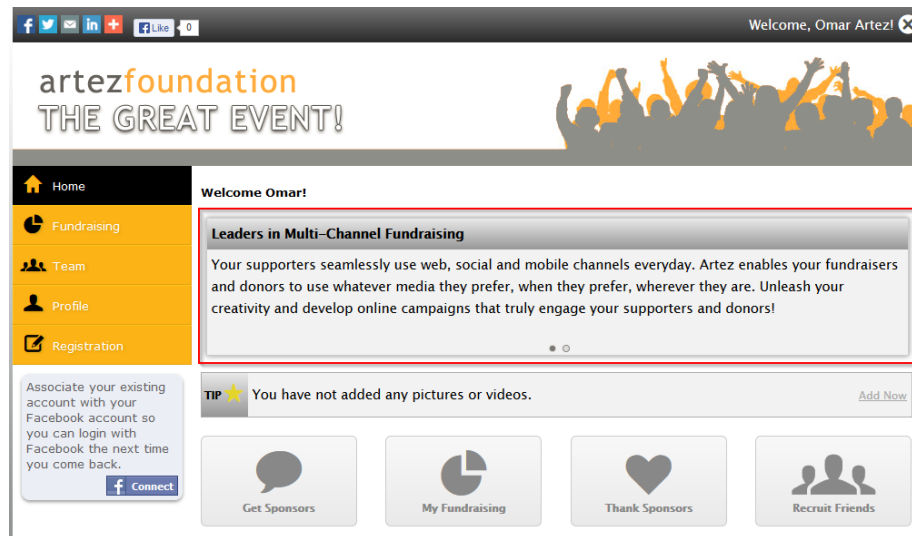 Like 0
Welcome, Omar Artez!
artezfoundation
THE GREAT EVENT!
Home
Fundraising
Team
Profile
Registration
Associate your existing
account with your
Facebook account so
you can login with
Facebook the next time
you come back.
Connect
Welcome Omar!
Leaders in Multi-Channel Fundraising
Your supporters seamlessly use web, social and mobile channels everyday. Artez enables your fundraisers
and donors to use whatever media they prefer, when they prefer, wherever they are. Unleash your
creativity and develop online campaigns that truly engage your supporters and donors!
TIP You have not added any pictures or videos. Add Now
Get Sponsors My Fundraising Thank Sponsors Recruit Friends